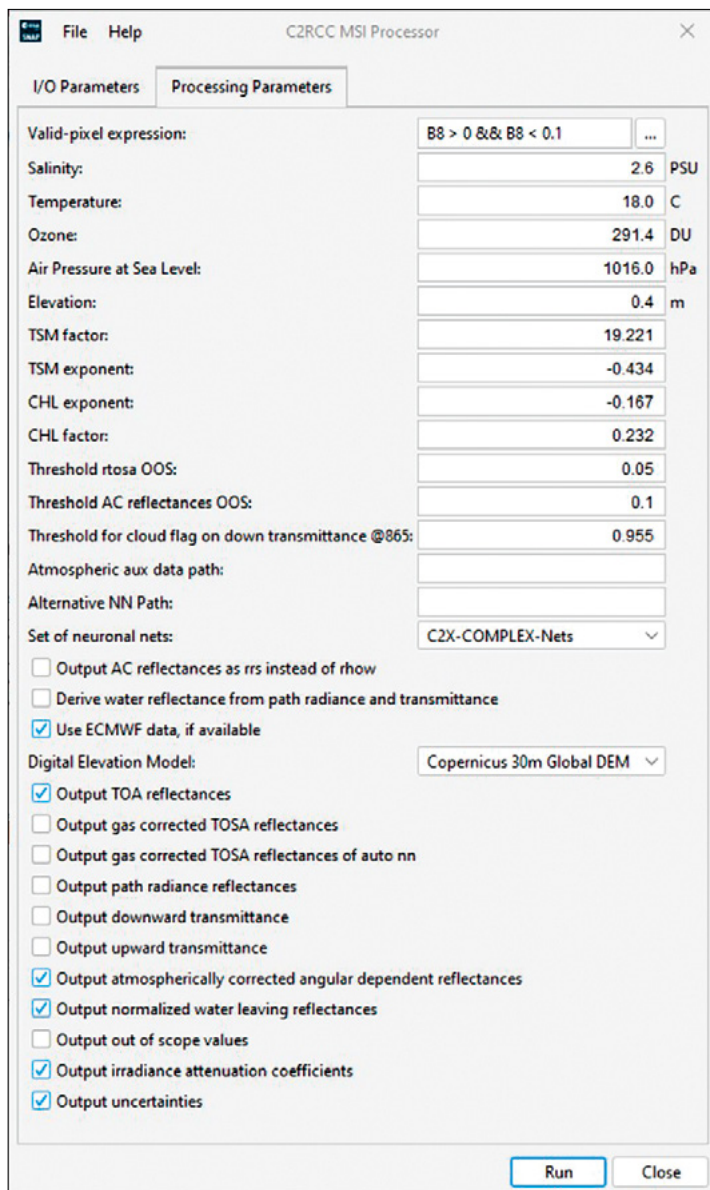 SNAP File Help C2RCC MSI Processor
I/O Parameters Processing Parameters
Valid-pixel expression: B8 > 0 && B8 < 0.1 ...
Salinity: 2.6 PSU
Temperature: 18.0 C
Ozone: 291.4 DU
Air Pressure at Sea Level: 1016.0 hPa
Elevation: 0.4 m
TSM factor: 19.221
TSM exponent: -0.434
CHL exponent: -0.167
CHL factor: 0.232
Threshold rtosa OOS: 0.05
Threshold AC reflectances OOS: 0.1
Threshold for cloud flag on down transmittance @865: 0.955
Atmospheric aux data path:
Alternative NN Path:
Set of neuronal nets: C2X-COMPLEX-Nets
Output AC reflectances as rrs instead of rhow
Derive water reflectance from path radiance and transmittance
Use ECMWF data, if available
Digital Elevation Model: Copernicus 30m Global DEM
Output TOA reflectances
Output gas corrected TOSA reflectances
Output gas corrected TOSA reflectances of auto nn
Output path radiance reflectances
Output downward transmittance
Output upward transmittance
Output atmospherically corrected angular dependent reflectances
Output normalized water leaving reflectances
Output out of scope values
Output irradiance attenuation coefficients
Output uncertainties
Run Close